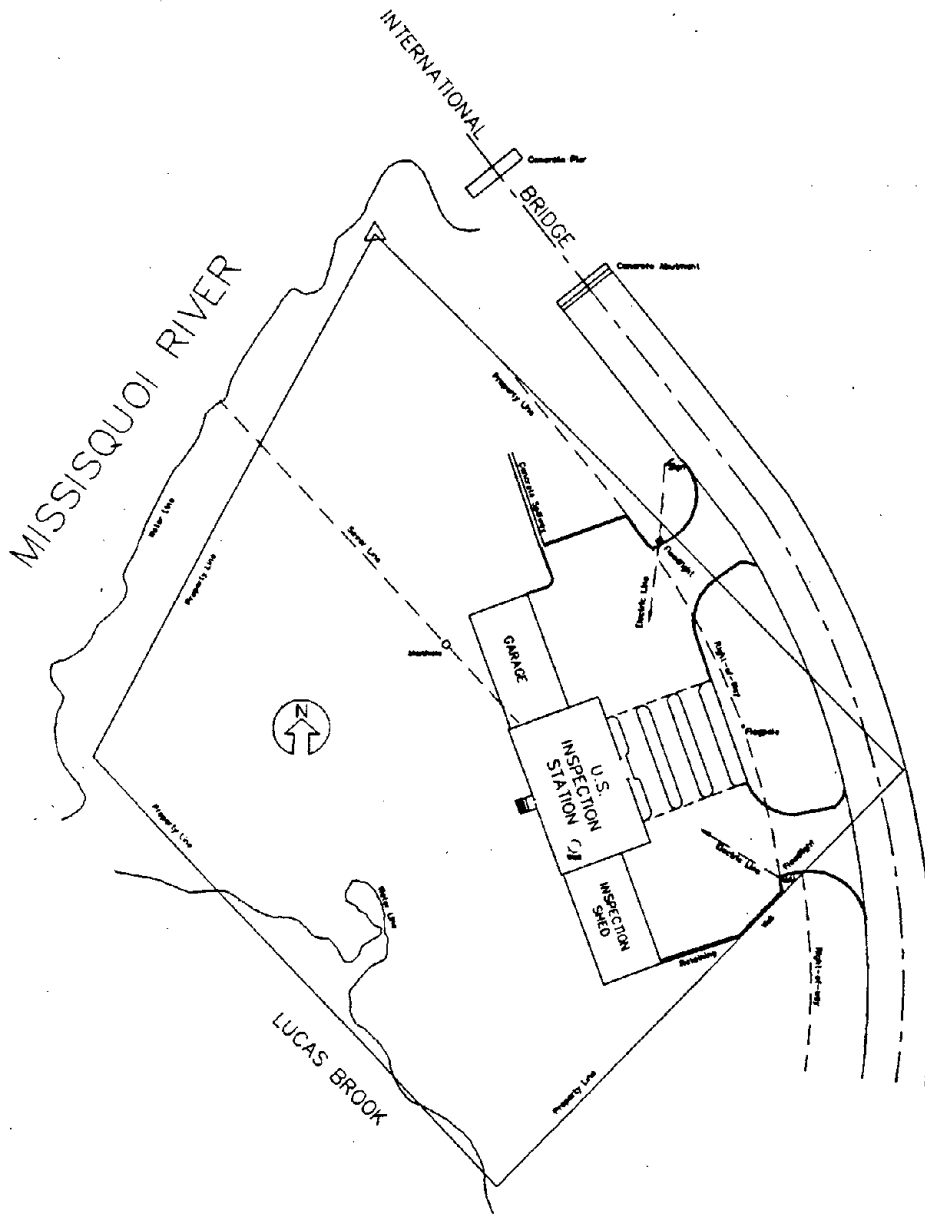 INTERNATIONAL
BRIDGE
Concrete Pier
Concrete Abutment
MISSISQUOI RIVER
Property Line
Water Line
Property Line
Sewer Line
Concrete Spillway
Floodlight
Electric Line
Manhole
GARAGE
Right-of-Way
Flagpole
N
U.S.
INSPECTION
STATION
INSPECTION
SHED
Electric Line
Floodlight
Retaining
Wall
Right-of-way
Property Line
Water Line
LUCAS BROOK
Property Line